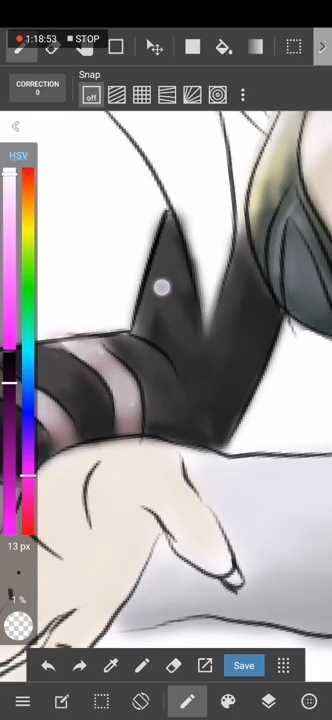 1:18:53 STOP
CORRECTION
0
Snap
off
HSV
13 px
1 %
Save